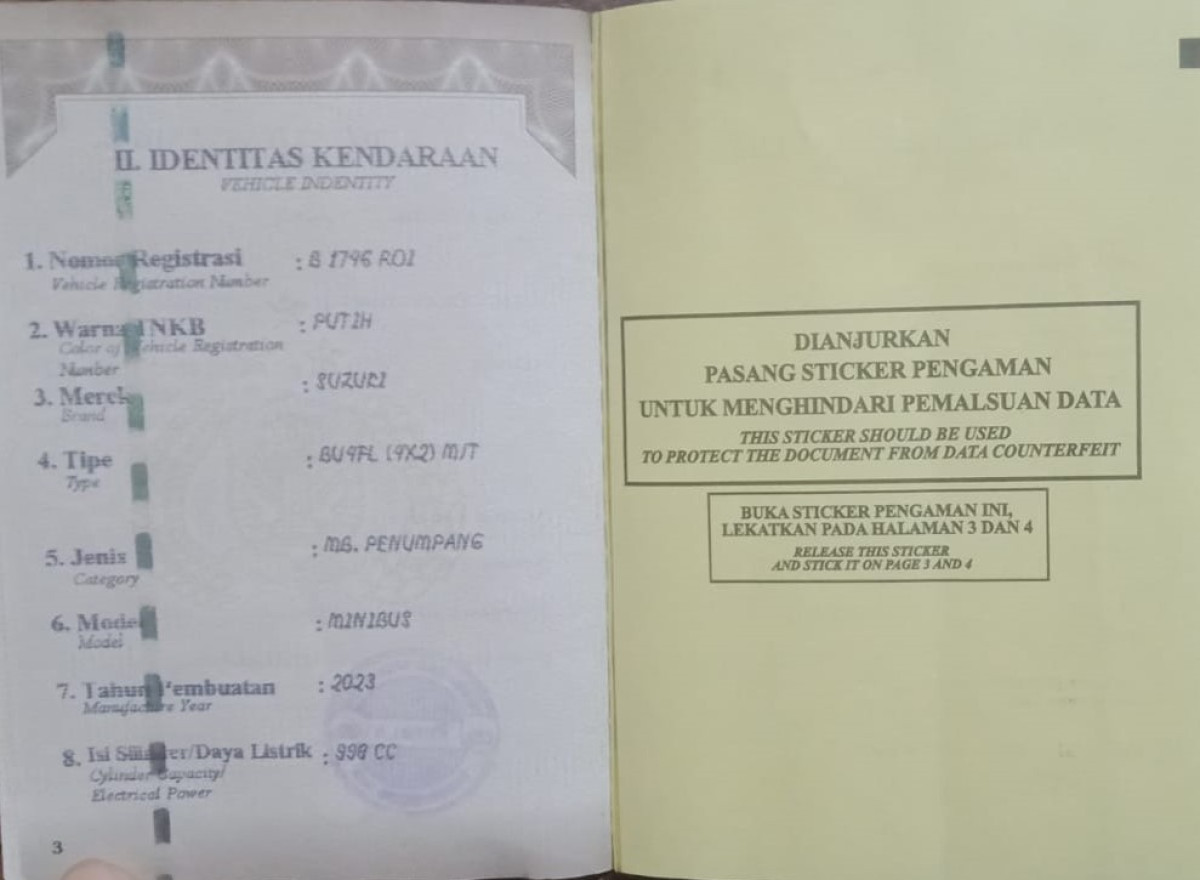 II. IDENTITAS KENDARAAN
VEHICLE INDENTITY
1. Nomor Registrasi : B 1796 ROI
Vehicle Registration Number
2. Warna TNKB : PUTIH
Color of Vehicle Registration
Number
3. Merek : SUZUKI
Brand
4. Tipe : (4X2) M/T
Type
5. Jenis : MB. PENUMPANG
Category
6. Model : MINIBUS
Model
7. Tahun Pembuatan : 2023
Manufacture Year
8. Isi Silinder/Daya Listrik : 998 CC
Cylinder Capacity/
Electrical Power
3
DIANJURKAN
PASANG STICKER PENGAMAN
UNTUK MENGHINDARI PEMALSUAN DATA
THIS STICKER SHOULD BE USED
TO PROTECT THE DOCUMENT FROM DATA COUNTERFEIT
BUKA STICKER PENGAMAN INI,
LEKATKAN PADA HALAMAN 3 DAN 4
RELEASE THIS STICKER
AND STICK IT ON PAGE 3 AND 4